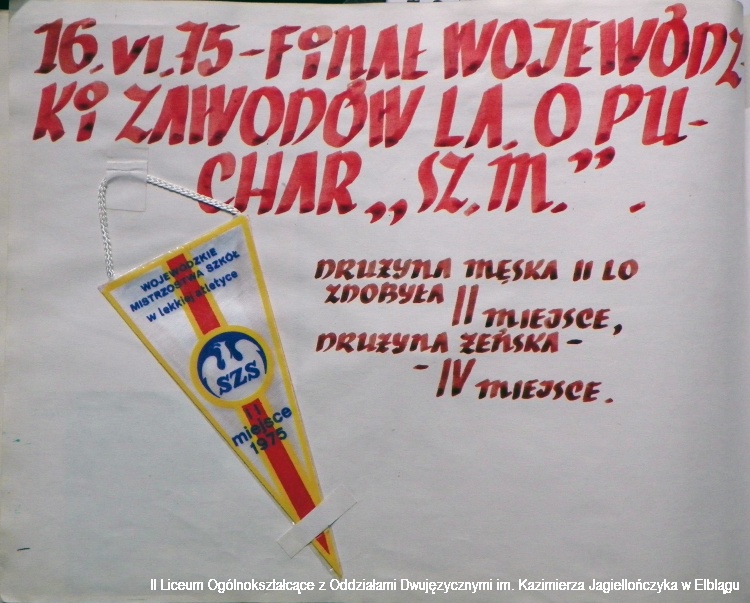 16.VI.75 - FINAŁ WOJEWÓDZ-
KI ZAWODÓW LA. O PU-
CHAR „SZ.M.” .
DRUŻYNA MĘSKA II LO
ZDOBYŁA II MIEJSCE,
DRUŻYNA ŻEŃSKA -
- IV MIEJSCE.
WOJEWÓDZKIE
MISTRZOSTWA SZKÓŁ
w lekkiej atletyce
SZS
II
miejsce
1975
II Liceum Ogólnokształcące z Oddziałami Dwujęzycznymi im. Kazimierza Jagiellończyka w Elblągu